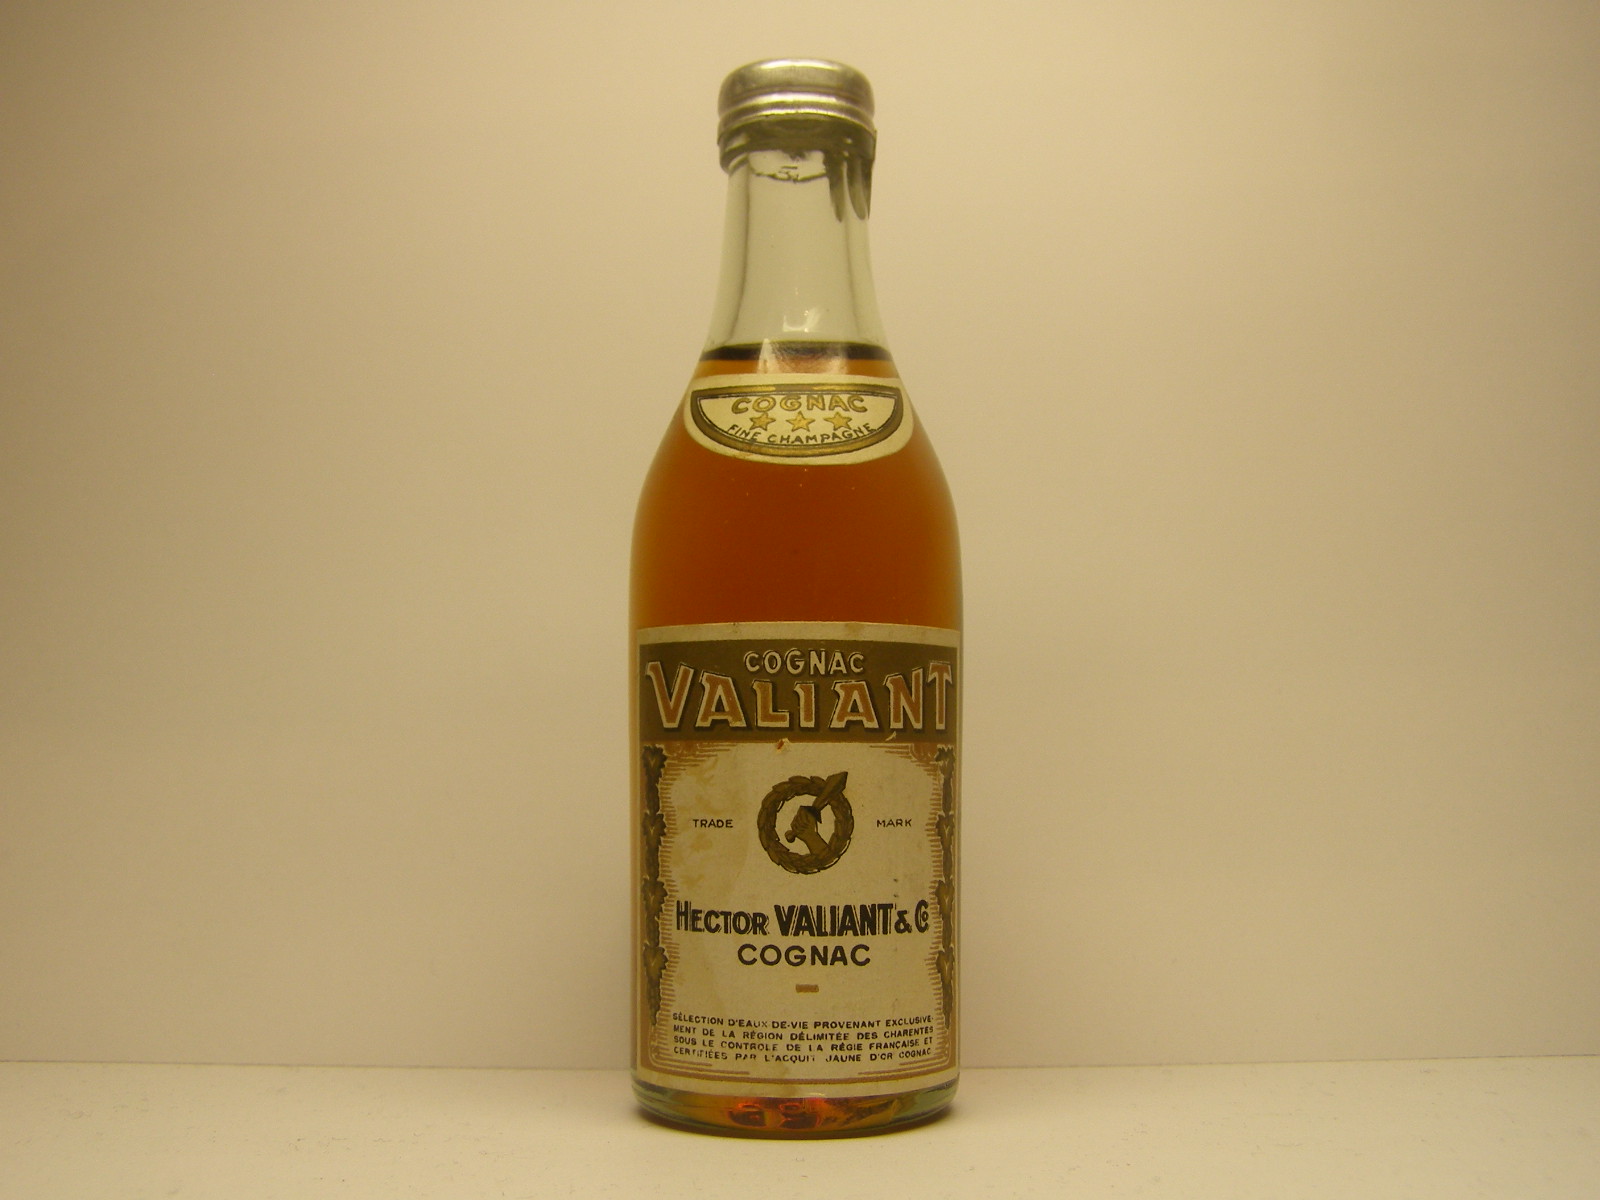 COGNAC
FINE CHAMPAGNE
COGNAC
VALIANT
TRADE MARK
HECTOR VALIANT & Co
COGNAC
SÉLECTION D'EAUX-DE-VIE PROVENANT EXCLUSIVE-
MENT DE LA RÉGION DÉLIMITÉE DES CHARENTES
SOUS LE CONTROLE DE LA RÉGIE FRANÇAISE ET
CERTIFIÉES PAR L'ACQUIT JAUNE D'OR COGNAC